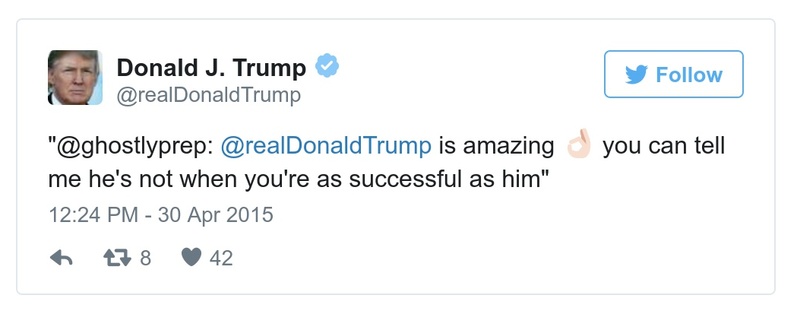 Donald J. Trump
Follow
@realDonaldTrump
"@ghostlyprep: @realDonaldTrump is amazing 👌🏻 you can tell
me he's not when you're as successful as him"
12:24 PM - 30 Apr 2015
8 42